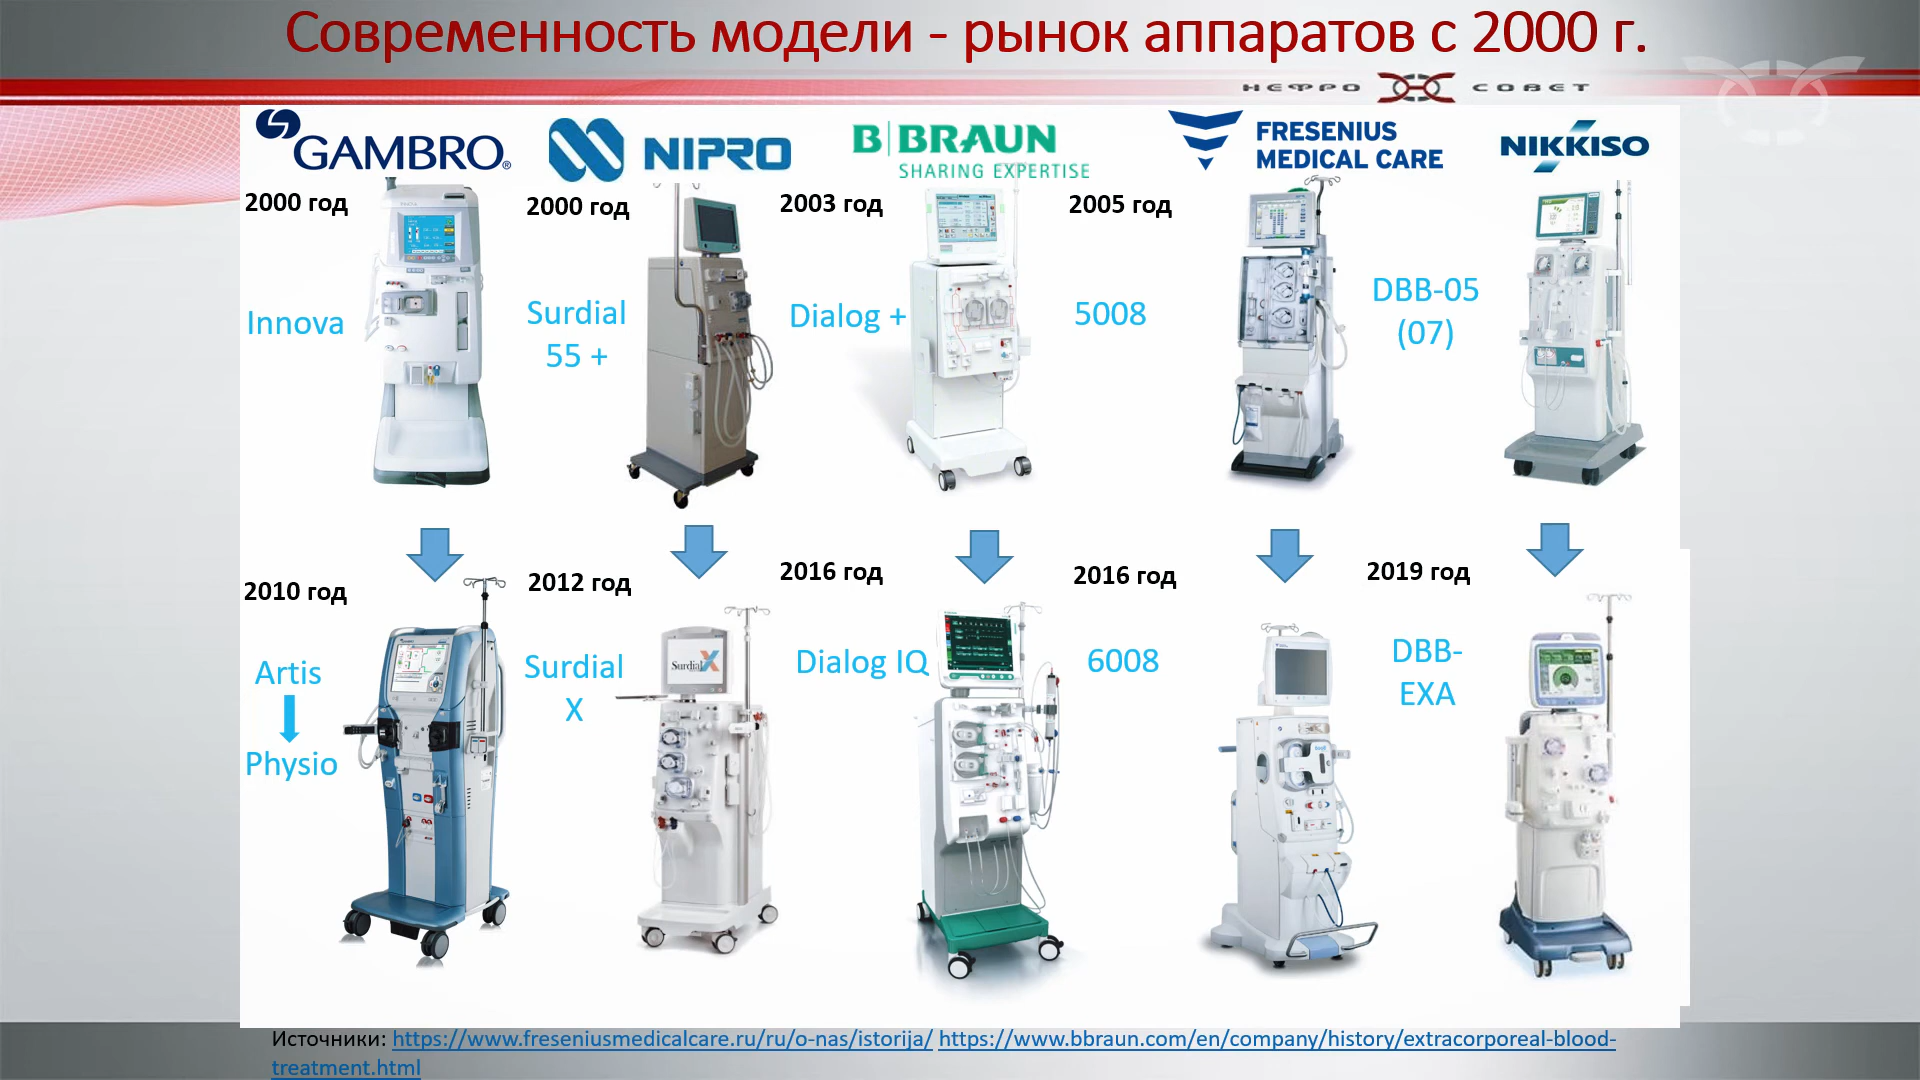 Современность модели - рынок аппаратов с 2000 г.
НЕФРО СОВЕТ
GAMBRO®
NIPRO
B|BRAUN
SHARING EXPERTISE
FRESENIUS
MEDICAL CARE
NIKKISO
2000 год
2000 год
2003 год
2005 год
Innova
Surdial
55 +
Dialog +
5008
DBB-05
(07)
2010 год
2012 год
2016 год
2016 год
2019 год
Artis
Physio
Surdial
X
Surdial X
Dialog IQ
6008
DBB-
EXA
Источники: https://www.freseniusmedicalcare.ru/ru/o-nas/istorija/ https://www.bbraun.com/en/company/history/extracorporeal-blood-
treatment.html